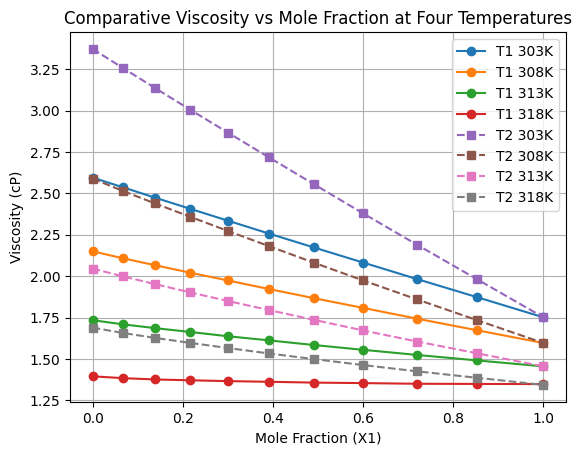 Comparative Viscosity vs Mole Fraction at Four Temperatures
T1 303K
T1 308K
T1 313K
T1 318K
T2 303K
T2 308K
T2 313K
T2 318K
Viscosity (cP)
3.25
3.00
2.75
2.50
2.25
2.00
1.75
1.50
1.25
0.0 0.2 0.4 0.6 0.8 1.0
Mole Fraction (X1)